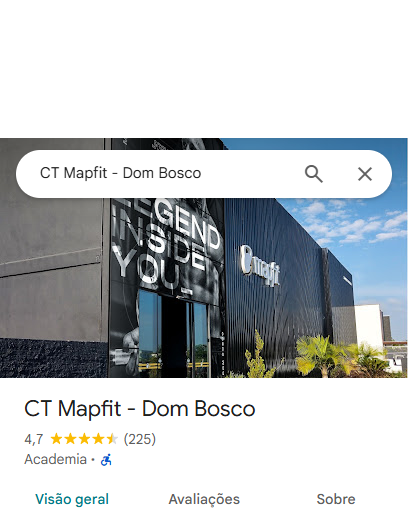 CT Mapfit - Dom Bosco
LEGEND
INSIDE
YOU_
mapfit
CT Mapfit - Dom Bosco
4,7 (225)
Academia ·
Visão geral Avaliações Sobre